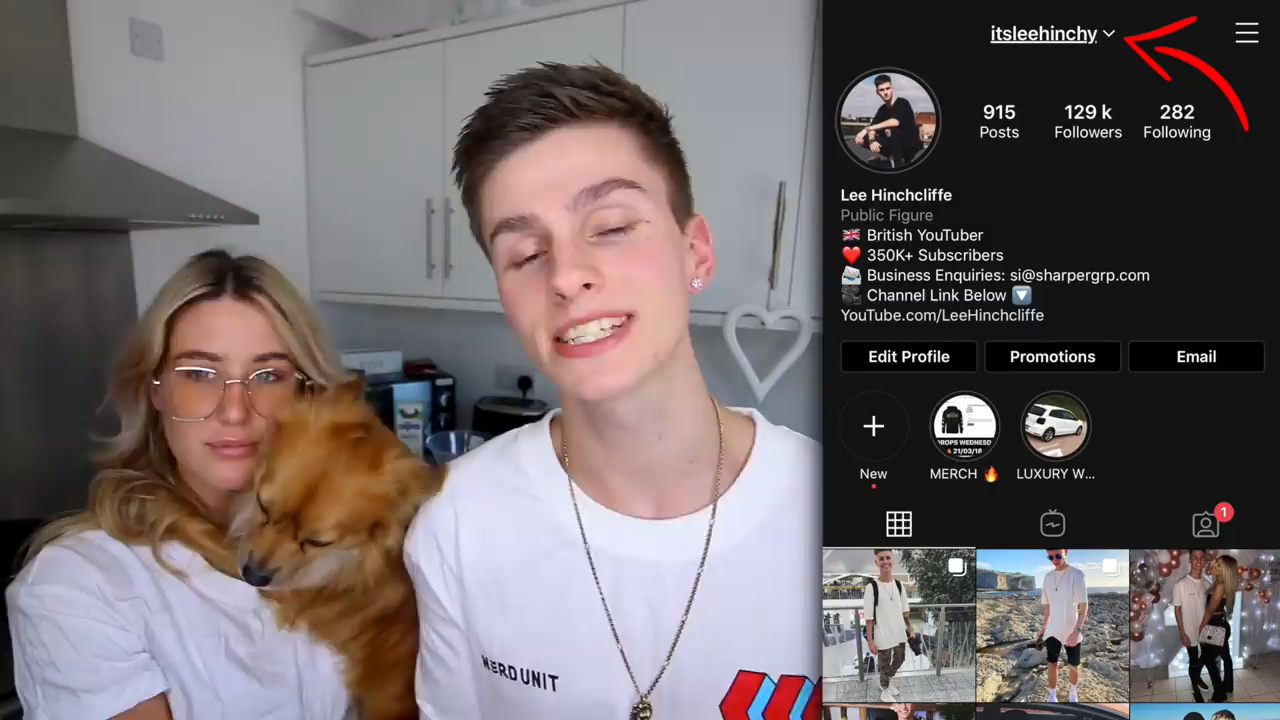 itsleehinchy
915
Posts
129 k
Followers
282
Following
Lee Hinchcliffe
Public Figure
British YouTuber
350K+ Subscribers
Business Enquiries: si@sharpergrp.com
Channel Link Below
YouTube.com/LeeHinchcliffe
Edit Profile
Promotions
Email
New
MERCH
LUXURY W...
1